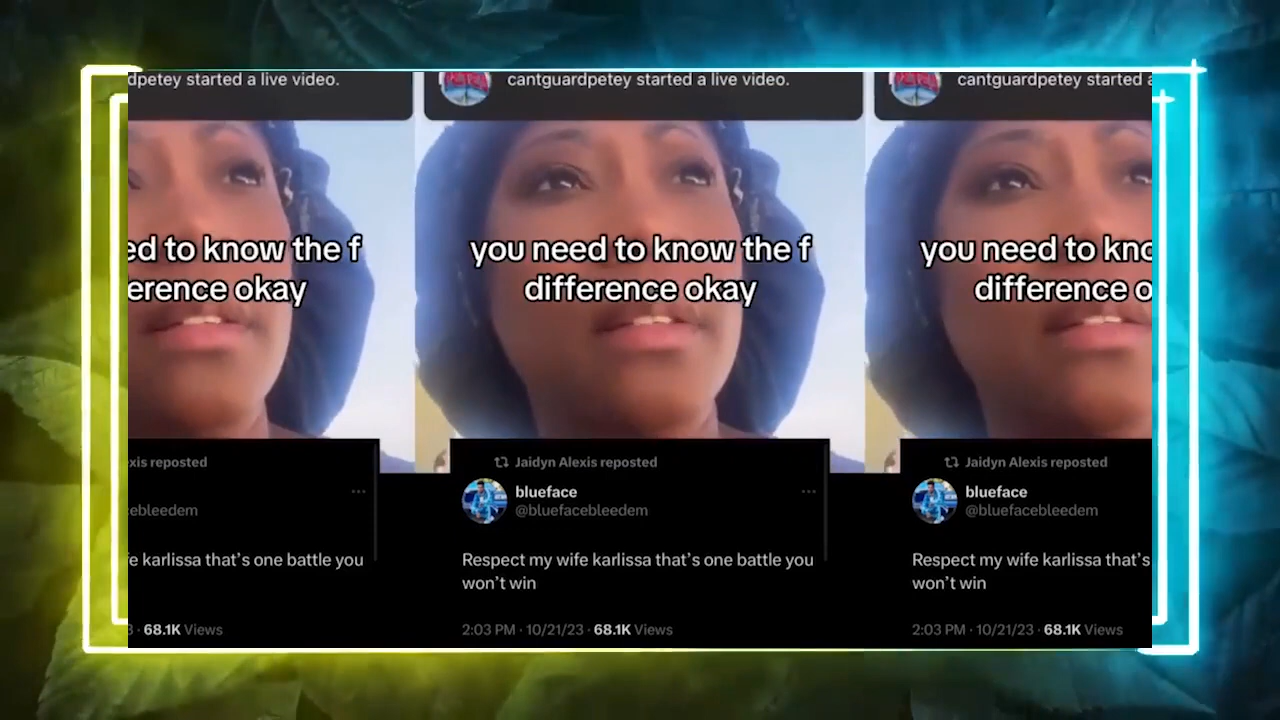 dpetey started a live video.
cantguardpetey started a live video.
cantguardpetey started a
ed to know the f
erence okay
you need to know the f
difference okay
you need to kno
difference o
exis reposted
cebleedem
fe karlissa that's one battle you
3 · 68.1K Views
Jaidyn Alexis reposted
blueface
@bluefacebleedem
Respect my wife karlissa that's one battle you
won't win
2:03 PM · 10/21/23 · 68.1K Views
Jaidyn Alexis reposted
blueface
@bluefacebleedem
Respect my wife karlissa that's
won't win
2:03 PM · 10/21/23 · 68.1K Views